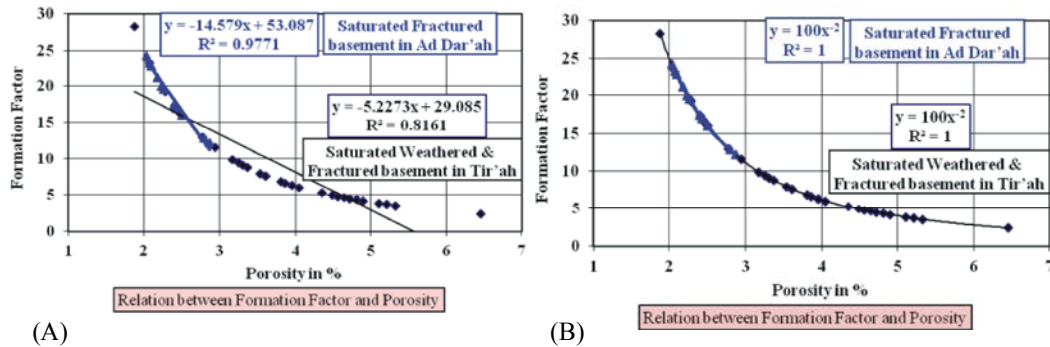 y = -14.579x + 53.087
R² = 0.9771
Saturated Fractured
basement in Ad Dar'ah
y = -5.2273x + 29.085
R² = 0.8161
Saturated Weathered &
Fractured basement in Tir'ah
Formation Factor
30
25
20
15
10
5
0
1 2 3 4 5 6 7
Porosity in %
Relation between Formation Factor and Porosity
(A)
y = 100x⁻²
R² = 1
Saturated Fractured
basement in Ad Dar'ah
y = 100x⁻²
R² = 1
Saturated Weathered &
Fractured basement in Tir'ah
Formation Factor
30
25
20
15
10
5
0
1 2 3 4 5 6 7
Porosity in %
Relation between Formation Factor and Porosity
(B)